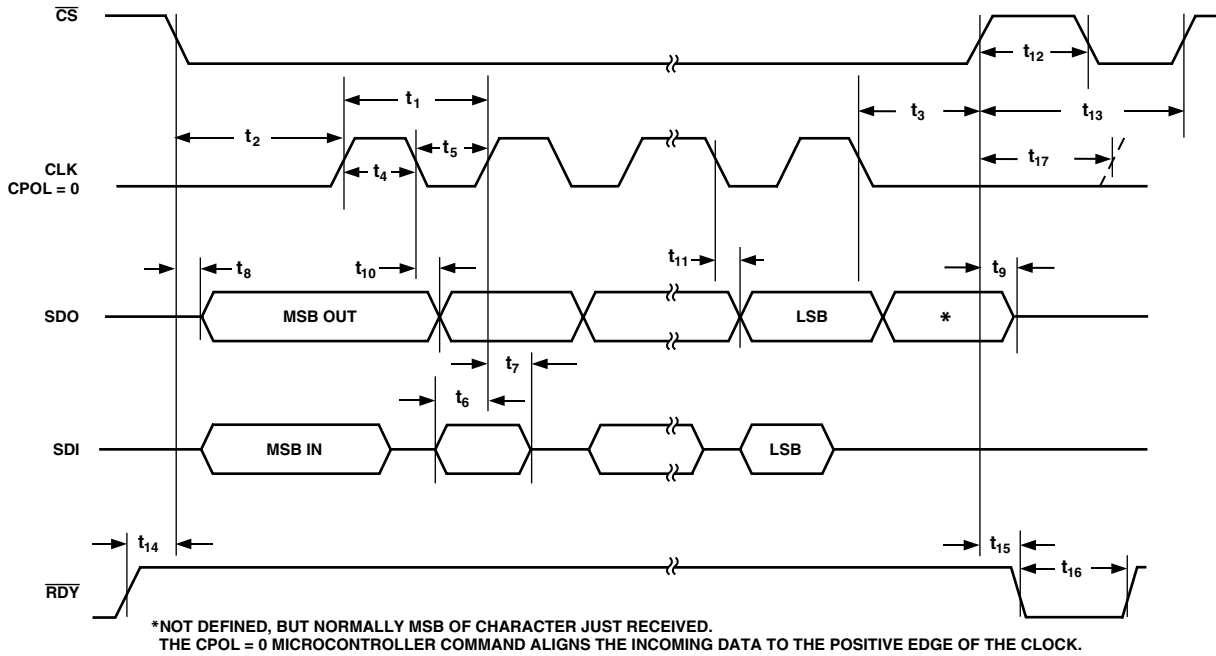 CS
t12
t1
t3
t13
t2
t5
t17
CLK
CPOL = 0
t4
t8
t10
t11
t9
SDO
MSB OUT
LSB
*
t7
t6
SDI
MSB IN
LSB
t14
t15
t16
RDY
*NOT DEFINED, BUT NORMALLY MSB OF CHARACTER JUST RECEIVED.
THE CPOL = 0 MICROCONTROLLER COMMAND ALIGNS THE INCOMING DATA TO THE POSITIVE EDGE OF THE CLOCK.